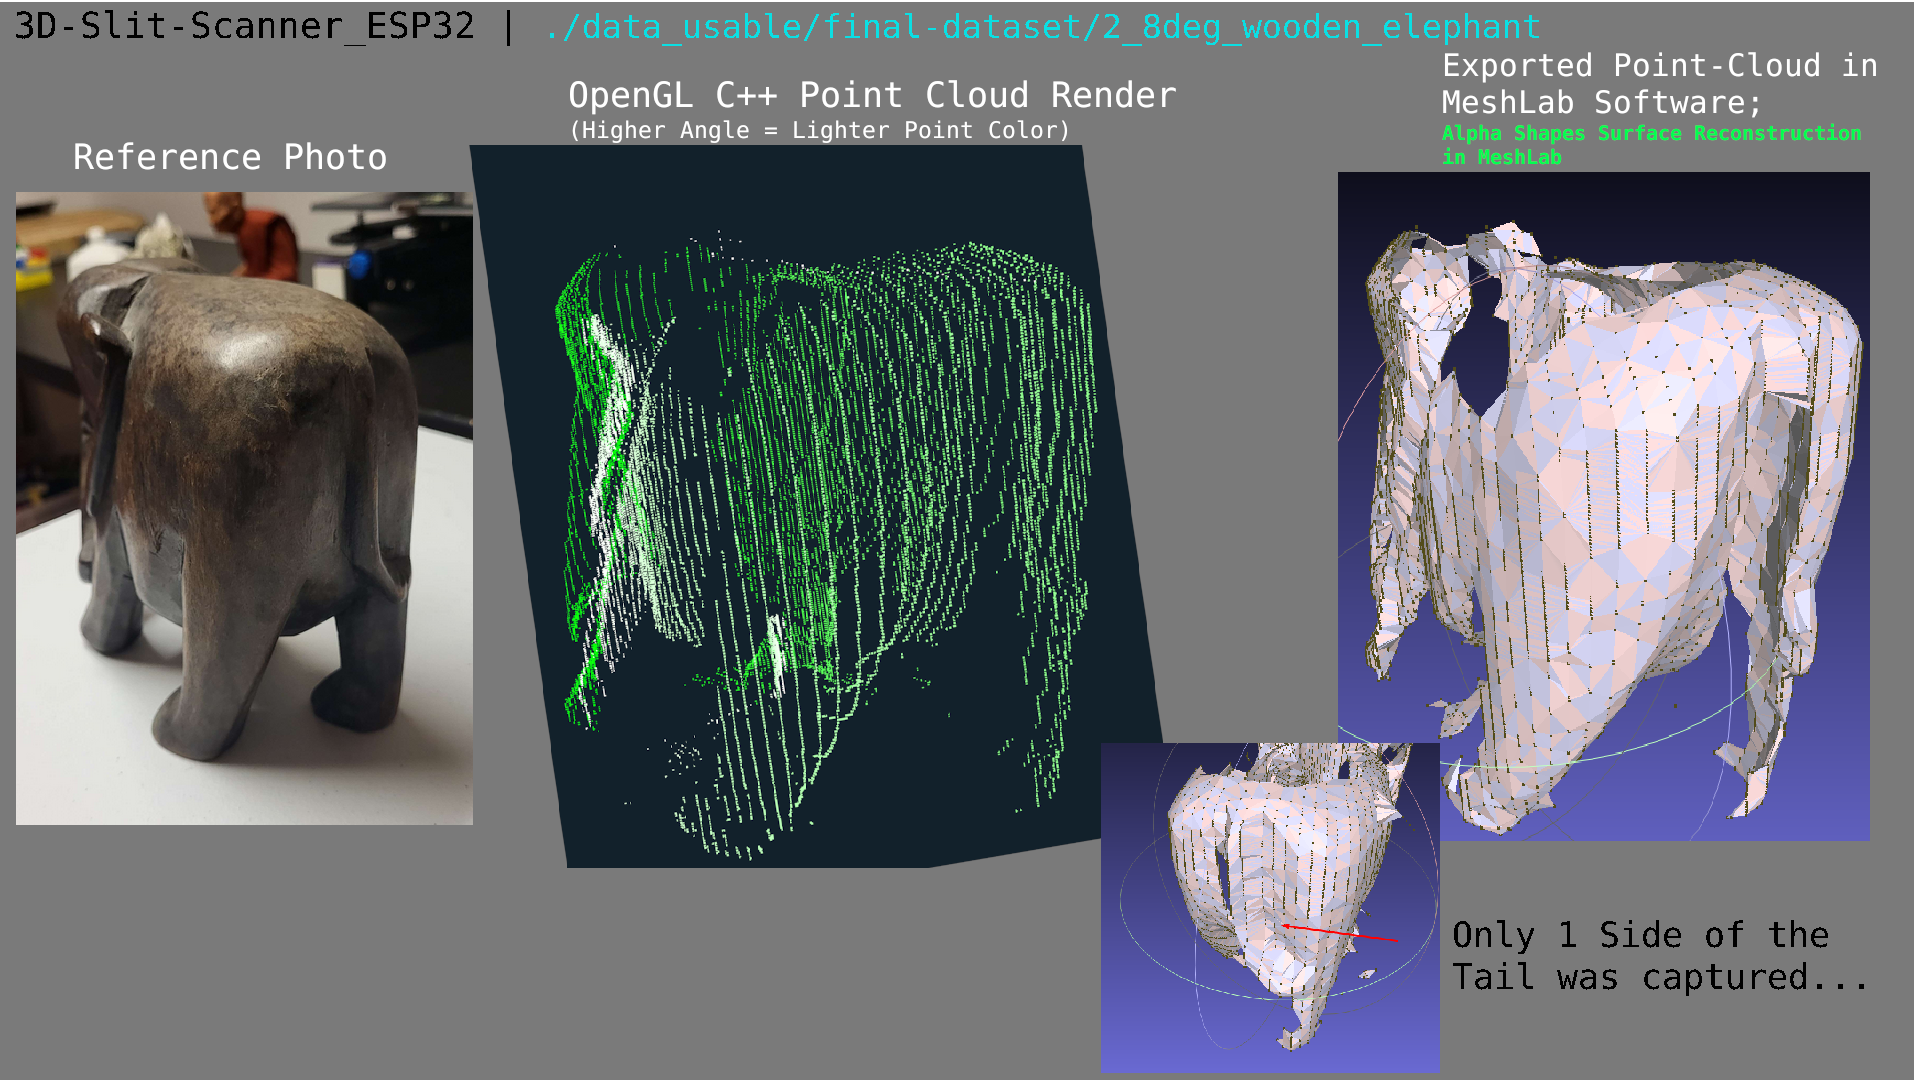 3D-Slit-Scanner_ESP32 | ./data_usable/final-dataset/2_8deg_wooden_elephant
Reference Photo
OpenGL C++ Point Cloud Render
(Higher Angle = Lighter Point Color)
Exported Point-Cloud in
MeshLab Software;
Alpha Shapes Surface Reconstruction
in MeshLab
Only 1 Side of the
Tail was captured...